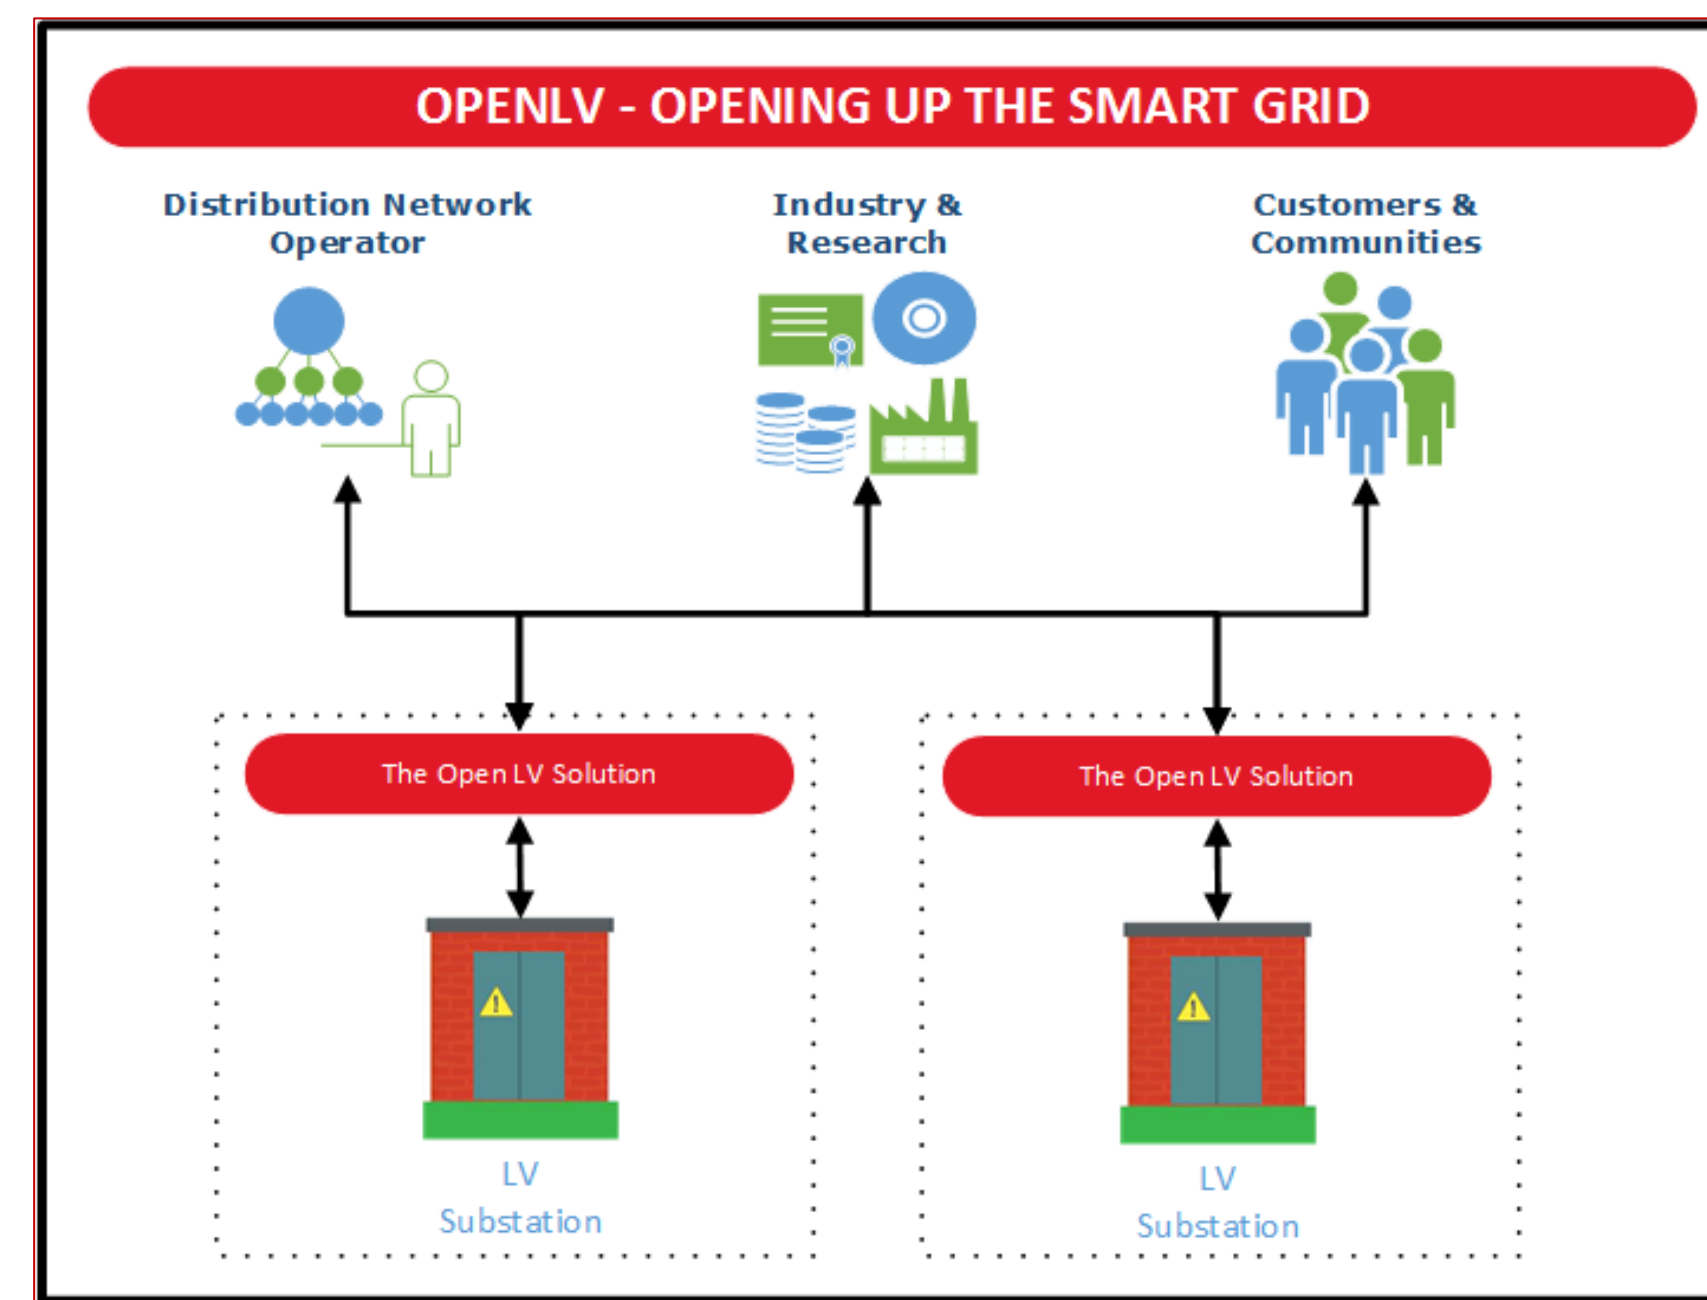 OPENLV - OPENING UP THE SMART GRID
Distribution Network
Operator
Industry &
Research
Customers &
Communities
The Open LV Solution
The Open LV Solution
!
!
LV
Substation
LV
Substation